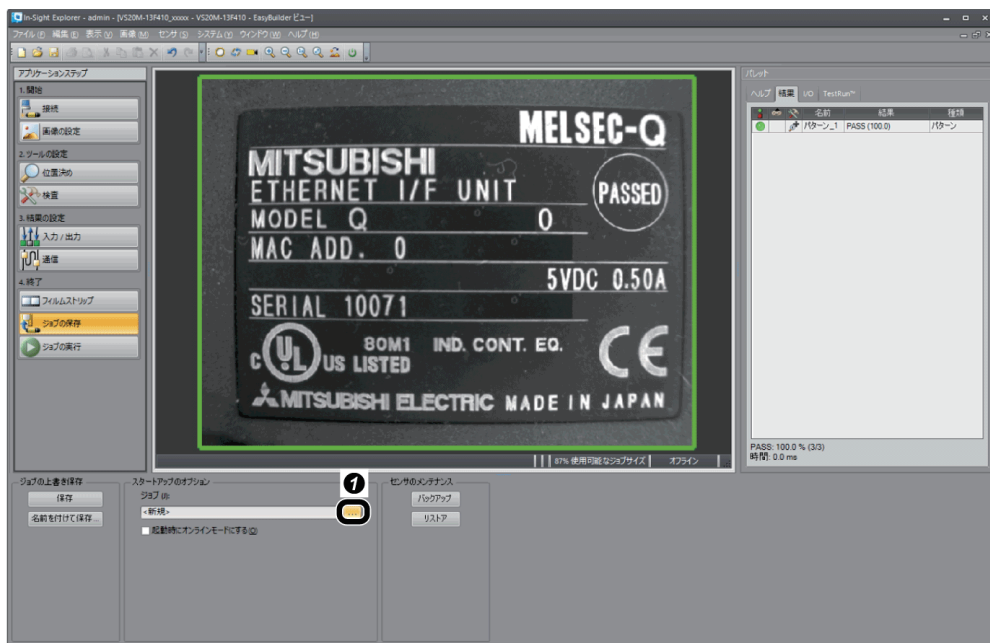 In-Sight Explorer - admin - [VS20M-13F410_xxxxx - VS20M-13F410 - EasyBuilder ビュー]
ファイル(F) 編集(E) 表示(V) 画像(M) センサ(S) システム(Y) ウィンドウ(W) ヘルプ(H)
アプリケーションステップ
1.開始
接続
画像の設定
2.ツールの設定
位置決め
検査
3.結果の設定
入力/出力
通信
4.終了
フィルムストリップ
ジョブの保存
ジョブの実行
MELSEC-Q
MITSUBISHI
ETHERNET I/F UNIT
PASSED
MODEL Q 0
MAC ADD. 0
5VDC 0.50A
SERIAL 10071
C UL US LISTED
80M1 IND. CONT. EQ.
CE
MITSUBISHI ELECTRIC MADE IN JAPAN
87% 使用可能なジョブサイズ オフライン
パレット
ヘルプ 結果 I/O TestRun™
名前 結果 種類
パターン_1 PASS (100.0) パターン
PASS: 100.0 % (3/3)
時間: 0.0 ms
ジョブの上書き保存
保存
名前を付けて保存...
スタートアップのオプション
ジョブ(J):
1
<新規>
...
起動時にオンラインモードにする(O)
センサのメンテナンス
バックアップ
リストア